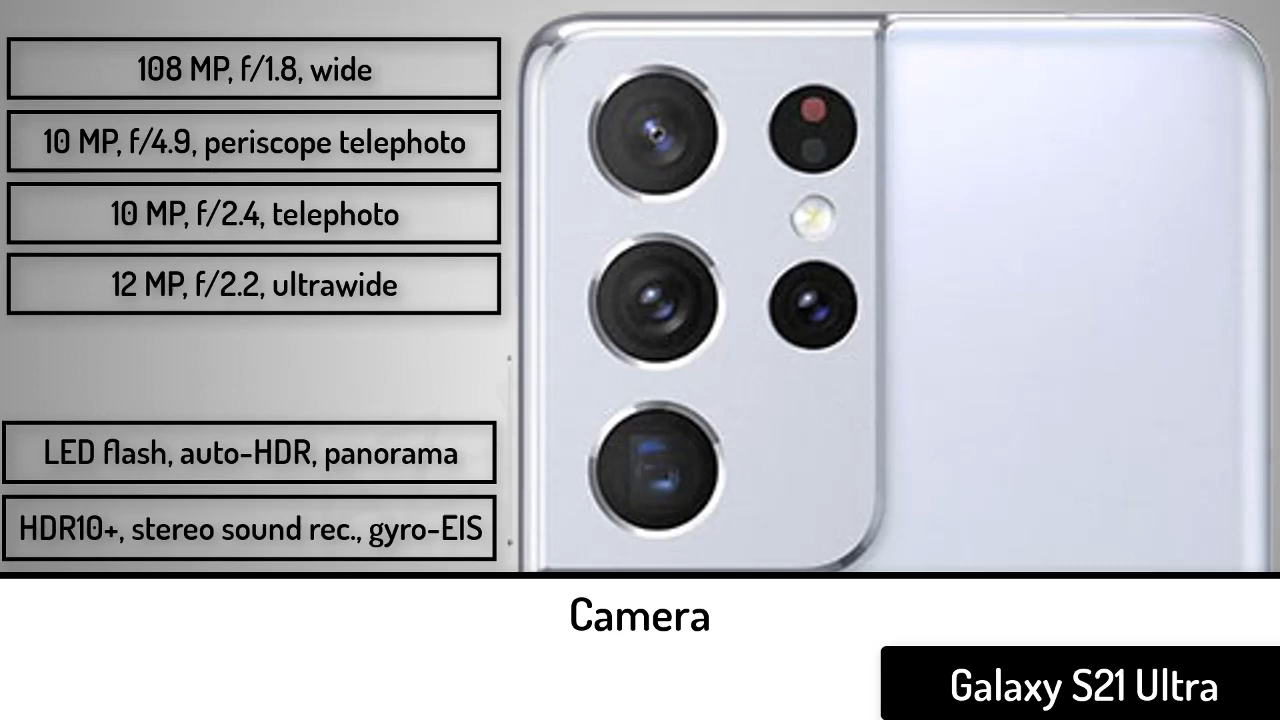 108 MP, f/1.8, wide
10 MP, f/4.9, periscope telephoto
10 MP, f/2.4, telephoto
12 MP, f/2.2, ultrawide
LED flash, auto-HDR, panorama
HDR10+, stereo sound rec., gyro-EIS
Camera
Galaxy S21 Ultra